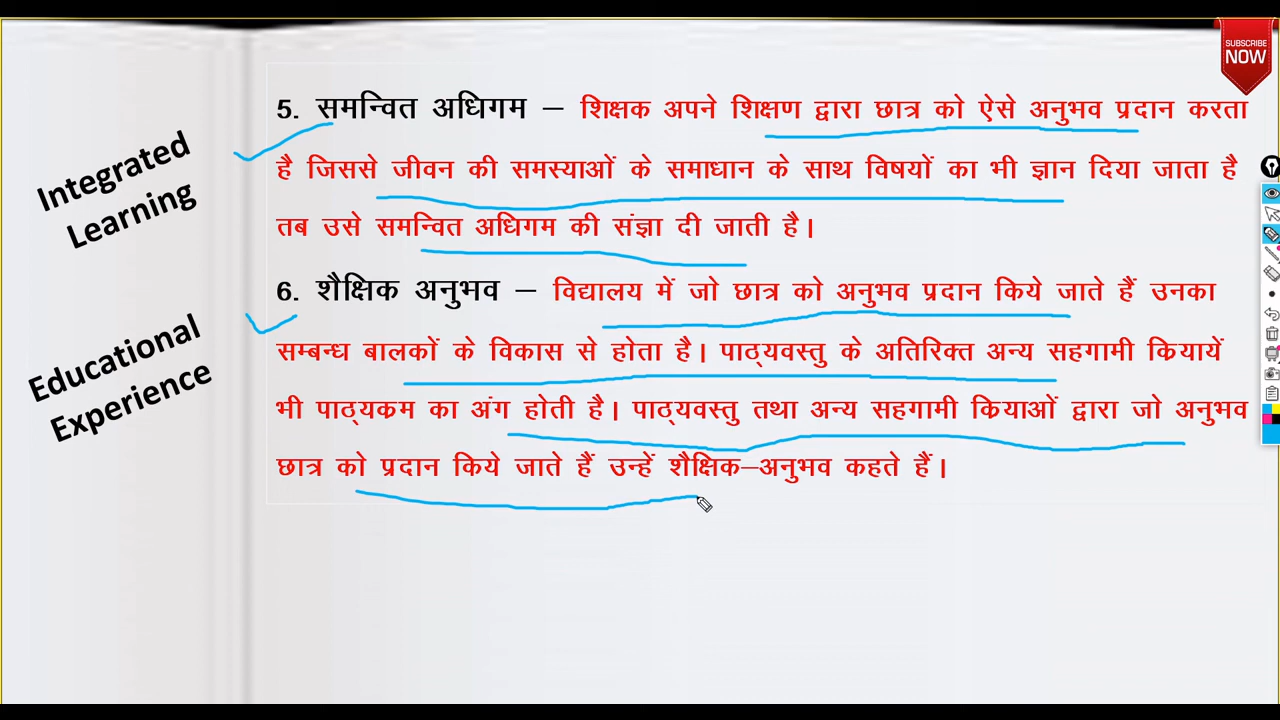 SUBSCRIBE
NOW
5. समन्वित अधिगम – शिक्षक अपने शिक्षण द्वारा छात्र को ऐसे अनुभव प्रदान करता
है जिससे जीवन की समस्याओं के समाधान के साथ विषयों का भी ज्ञान दिया जाता है
तब उसे समन्वित अधिगम की संज्ञा दी जाती है।
Integrated
Learning
6. शैक्षिक अनुभव – विद्यालय में जो छात्र को अनुभव प्रदान किये जाते हैं उनका
सम्बन्ध बालकों के विकास से होता है। पाठ्यवस्तु के अतिरिक्त अन्य सहगामी कियायें
भी पाठ्यकम का अंग होती है। पाठ्यवस्तु तथा अन्य सहगामी कियाओं द्वारा जो अनुभव
छात्र को प्रदान किये जाते हैं उन्हें शैक्षिक–अनुभव कहते हैं।
Educational
Experience